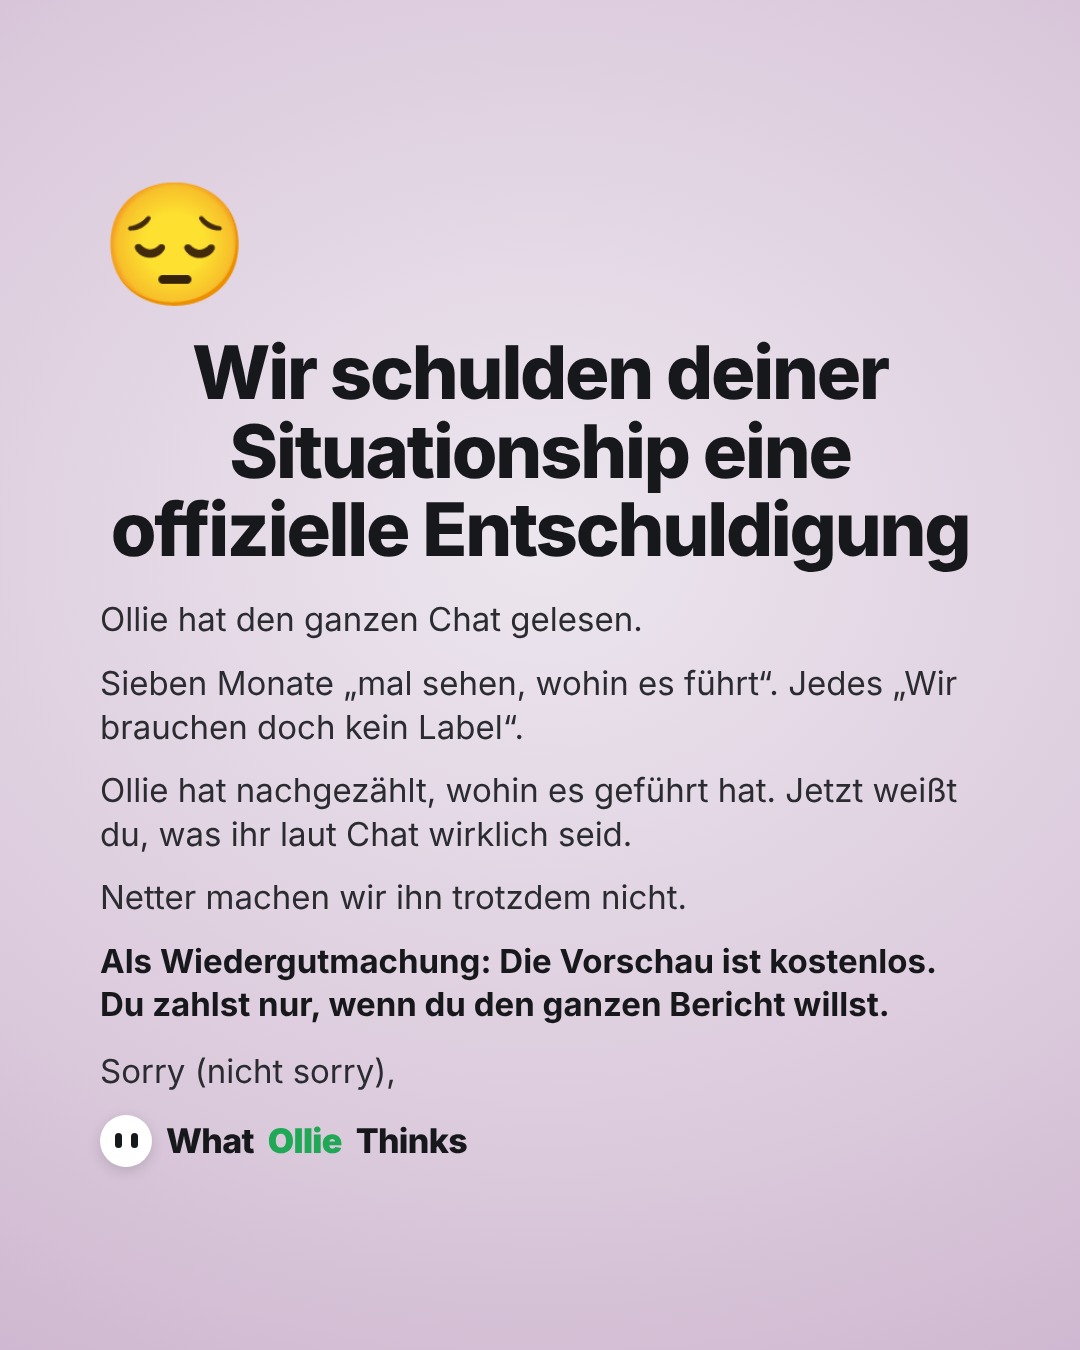 Wir schulden deiner
Situationship eine
offizielle Entschuldigung
Ollie hat den ganzen Chat gelesen.
Sieben Monate „mal sehen, wohin es führt“. Jedes „Wir
brauchen doch kein Label“.
Ollie hat nachgezählt, wohin es geführt hat. Jetzt weißt
du, was ihr laut Chat wirklich seid.
Netter machen wir ihn trotzdem nicht.
Als Wiedergutmachung: Die Vorschau ist kostenlos.
Du zahlst nur, wenn du den ganzen Bericht willst.
Sorry (nicht sorry),
What Ollie Thinks